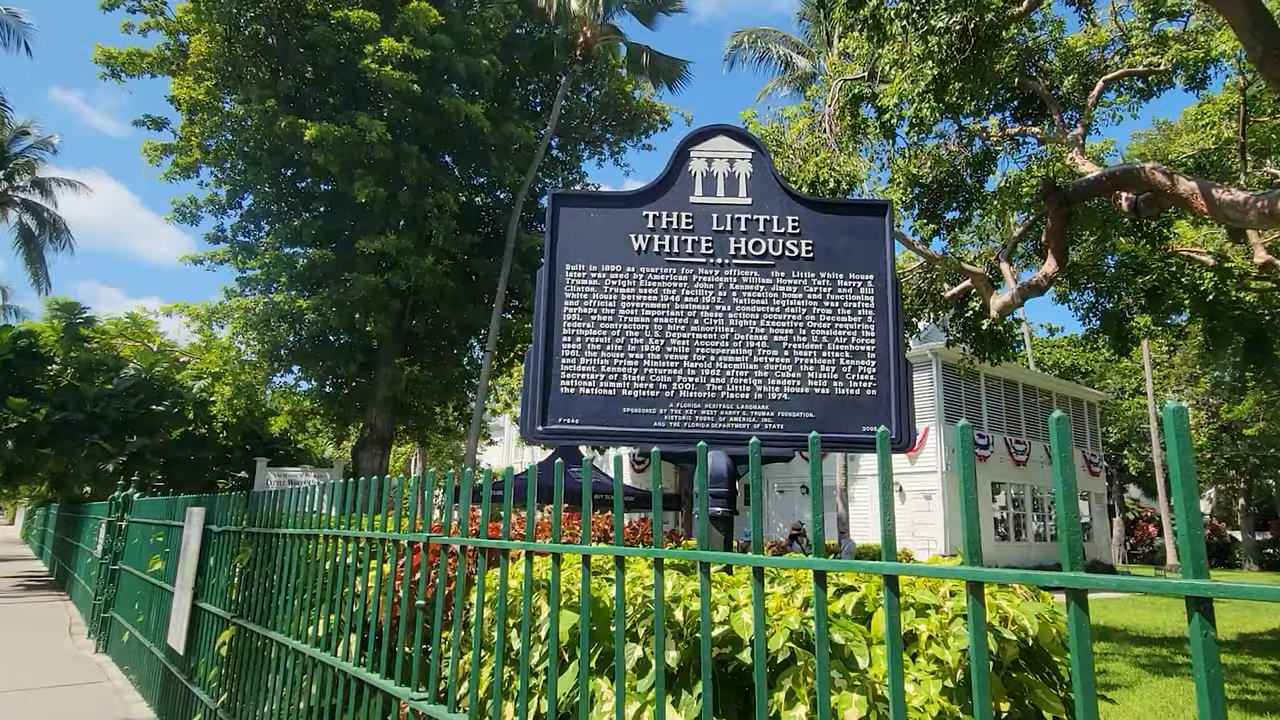 THE LITTLE
WHITE HOUSE
Built in 1890 as quarters for Navy officers, the Little White House
later was used by American Presidents William Howard Taft, Harry S.
Truman, Dwight Eisenhower, John F. Kennedy, Jimmy Carter and Bill
Clinton. Truman used the facility as a vacation home and functioning
White House between 1946 and 1952. National legislation was drafted
and official government business was conducted daily from the site.
Perhaps the most important of these actions occurred on December 5,
1951, when Truman enacted a Civil Rights Executive Order requiring
federal contractors to hire minorities. The house is considered the
birthplace of the U.S. Department of Defense and the U.S. Air Force
as a result of the Key West Accords of 1948. President Eisenhower
used the site in 1956 while recuperating from a heart attack. In
1961, the house was the venue for a summit between President Kennedy
and British Prime Minister Harold Macmillan during the Bay of Pigs
Incident. Kennedy returned in 1962 after the Cuban Missile Crises.
Secretary of State Colin Powell and foreign leaders held an inter-
national summit here in 2001. The Little White House was listed on
the National Register of Historic Places in 1974.
A FLORIDA HERITAGE LANDMARK
SPONSORED BY THE KEY WEST HARRY S. TRUMAN FOUNDATION,
HISTORIC TOURS OF AMERICA, INC.
AND THE FLORIDA DEPARTMENT OF STATE
F-546
LITTLE WHITE